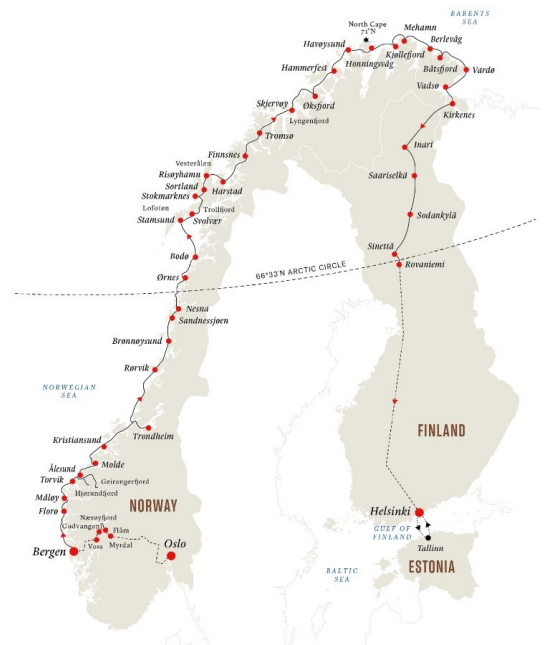 BARENTS
SEA
North Cape
71°N
Mehamn
Berlevåg
Havøysund
Kjøllefjord
Honningsvåg
Båtsfjord
Vardø
Hammerfest
Vadsø
Øksfjord
Skjervøy
Lyngenfjord
Kirkenes
Tromsø
Inari
Finnsnes
Vesterålen
Risøyhamn
Saariselkä
Harstad
Sortland
Stokmarknes
Lofoten
Trollfjord
Stamsund
Svolvær
Sodankylä
Bodø
Sinettä
66°33'N ARCTIC CIRCLE
Rovaniemi
Ørnes
Nesna
Sandnessjøen
Brønnøysund
Rørvik
NORWEGIAN
SEA
Trondheim
FINLAND
Kristiansund
Molde
Ålesund
Torvik
Geirangerfjord
Hjørundfjord
Måløy
NORWAY
Florø
Nærøyfjord
Gudvangen
Flåm
Helsinki
GULF OF
FINLAND
Oslo
Bergen
Voss
Myrdal
Tallinn
ESTONIA
BALTIC
SEA